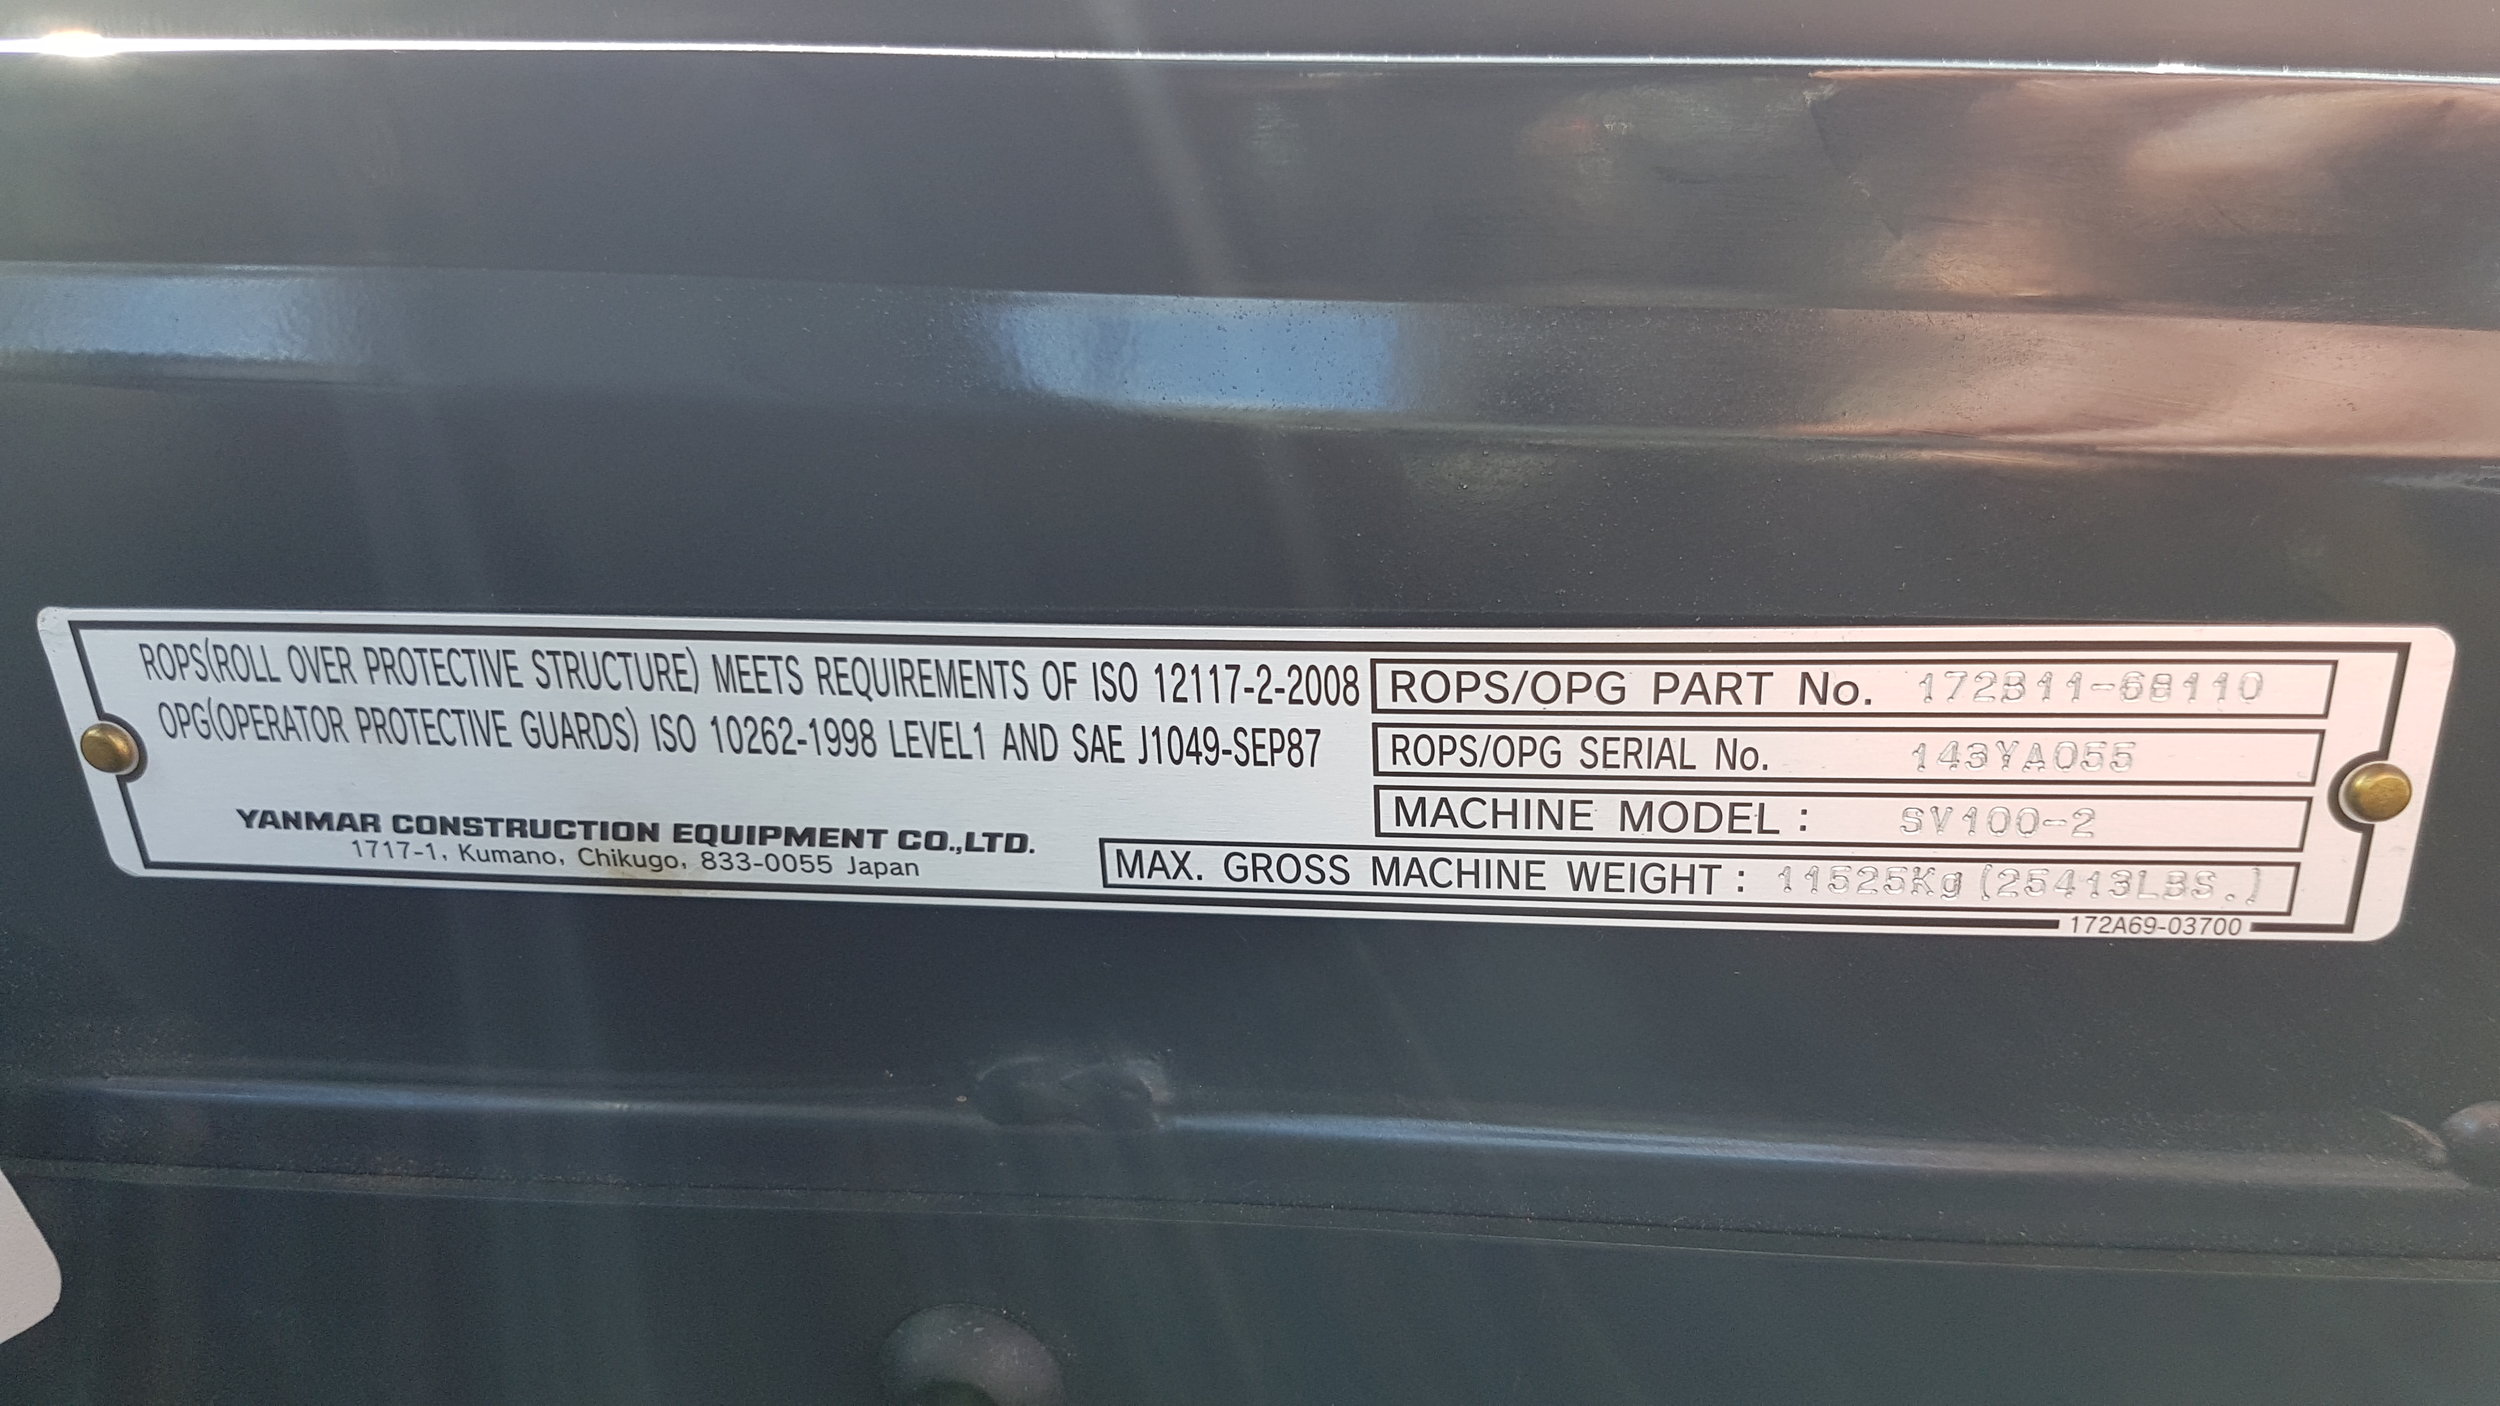 ROPS(ROLL OVER PROTECTIVE STRUCTURE) MEETS REQUIREMENTS OF ISO 12117-2-2008
OPG(OPERATOR PROTECTIVE GUARDS) ISO 10262-1998 LEVEL1 AND SAE J1049-SEP87
YANMAR CONSTRUCTION EQUIPMENT CO.,LTD.
1717-1, Kumano, Chikugo, 833-0055 Japan
ROPS/OPG PART No. 172B11-68110
ROPS/OPG SERIAL No. 143YA055
MACHINE MODEL : SV100-2
MAX. GROSS MACHINE WEIGHT : 11525Kg(25413LBS.)
172A69-03700